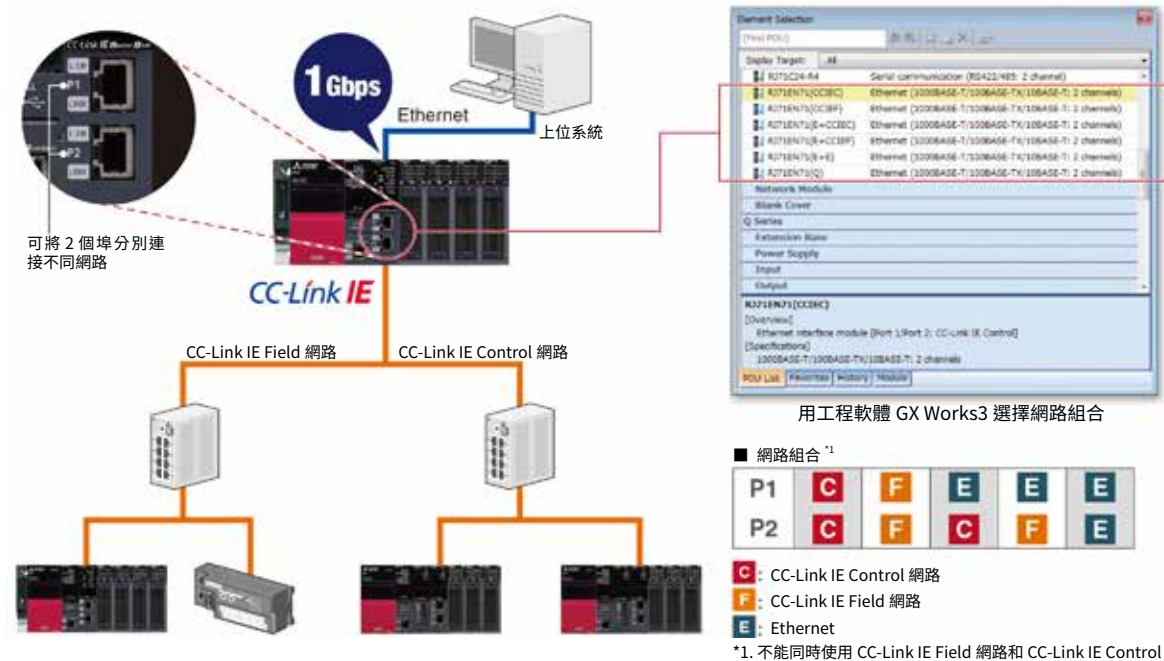 CC-Link IE
P1
P2
可將 2 個埠分別連
接不同網路
1 Gbps
Ethernet
上位系統
CC-Link IE
CC-Link IE Field 網路
CC-Link IE Control 網路
Element Selection
(Find POU)
Display Target: All
RJ71C24-R4 Serial communication (RS422/485: 2 channel)
RJ71EN71(CCIEC) Ethernet (1000BASE-T/100BASE-TX/10BASE-T: 2 channels)
RJ71EN71(CCIEF) Ethernet (1000BASE-T/100BASE-TX/10BASE-T: 2 channels)
RJ71EN71(E+CCIEC) Ethernet (1000BASE-T/100BASE-TX/10BASE-T: 2 channels)
RJ71EN71(E+CCIEF) Ethernet (1000BASE-T/100BASE-TX/10BASE-T: 2 channels)
RJ71EN71(E+E) Ethernet (1000BASE-T/100BASE-TX/10BASE-T: 2 channels)
RJ71EN71(Q) Ethernet (1000BASE-T/100BASE-TX/10BASE-T: 2 channels)
Network Module
Blank Cover
Q Series
Extension Base
Power Supply
Input
Output
RJ71EN71(CCIEC)
[Overview]
Ethernet interface module [Port 1/Port 2: CC-Link IE Control]
[Specifications]
1000BASE-T/100BASE-TX/10BASE-T: 2 channels
POU List Favorites History Module
用工程軟體 GX Works3 選擇網路組合
■ 網路組合 *1
P1 C F E E E
P2 C F C F E
C : CC-Link IE Control 網路
F : CC-Link IE Field 網路
E : Ethernet
*1. 不能同時使用 CC-Link IE Field 網路和 CC-Link IE Control